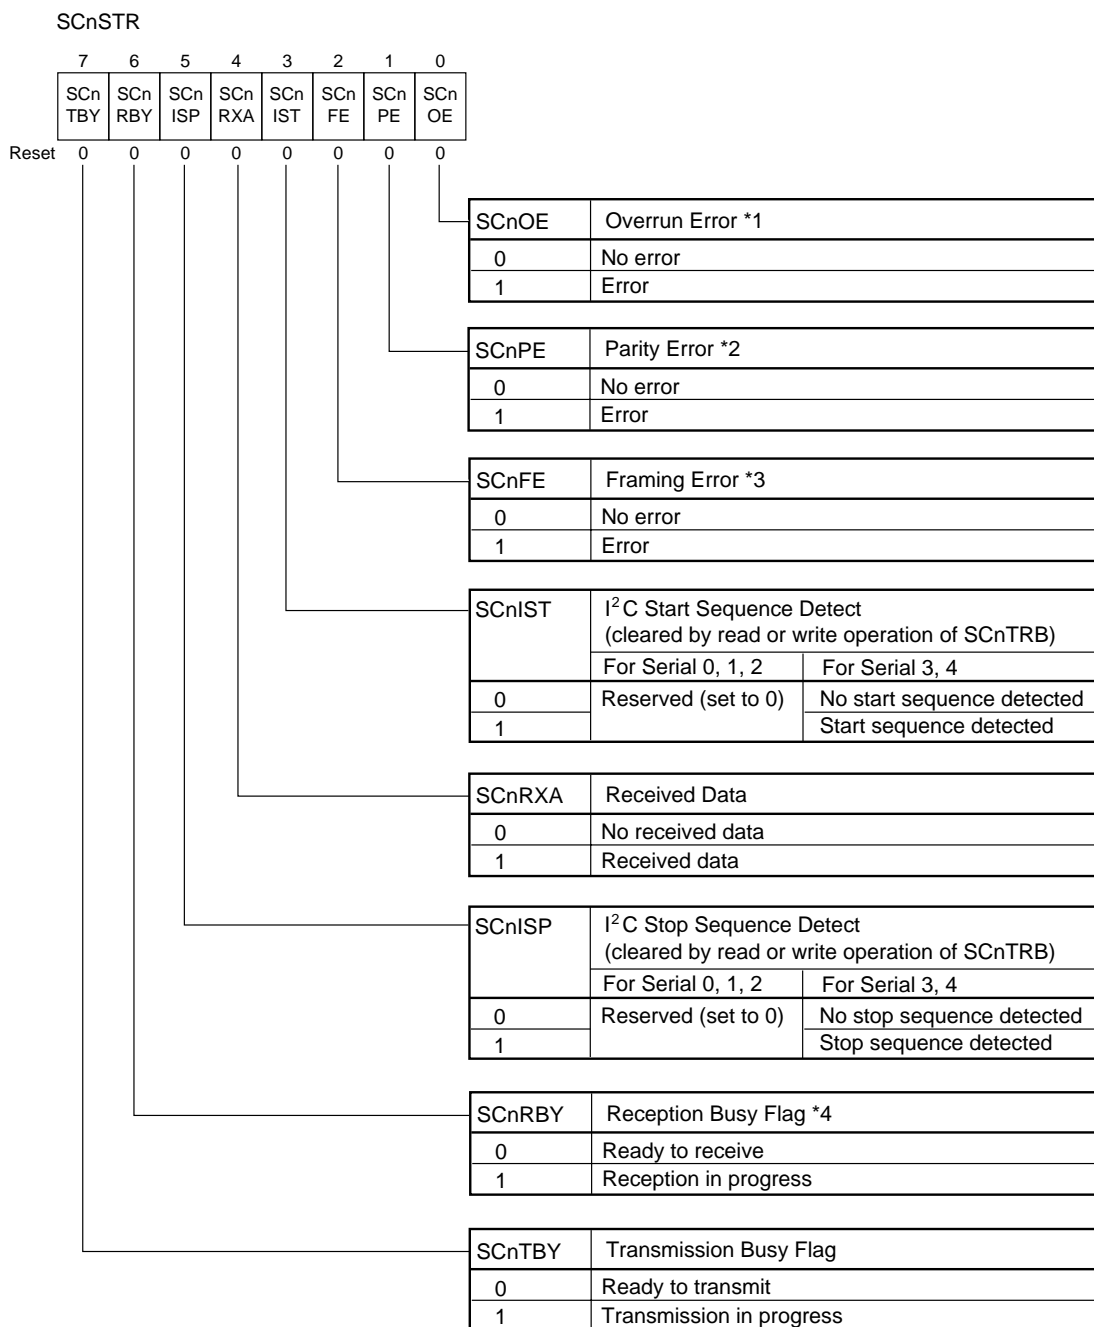 SCnSTR
7 6 5 4 3 2 1 0
SCn TBY SCn RBY SCn ISP SCn RXA SCn IST SCn FE SCn PE SCn OE
Reset 0 0 0 0 0 0 0 0
SCnOE Overrun Error *1
0 No error
1 Error
SCnPE Parity Error *2
0 No error
1 Error
SCnFE Framing Error *3
0 No error
1 Error
SCnIST I²C Start Sequence Detect
(cleared by read or write operation of SCnTRB)
For Serial 0, 1, 2 For Serial 3, 4
0 Reserved (set to 0) No start sequence detected
1 Start sequence detected
SCnRXA Received Data
0 No received data
1 Received data
SCnISP I²C Stop Sequence Detect
(cleared by read or write operation of SCnTRB)
For Serial 0, 1, 2 For Serial 3, 4
0 Reserved (set to 0) No stop sequence detected
1 Stop sequence detected
SCnRBY Reception Busy Flag *4
0 Ready to receive
1 Reception in progress
SCnTBY Transmission Busy Flag
0 Ready to transmit
1 Transmission in progress